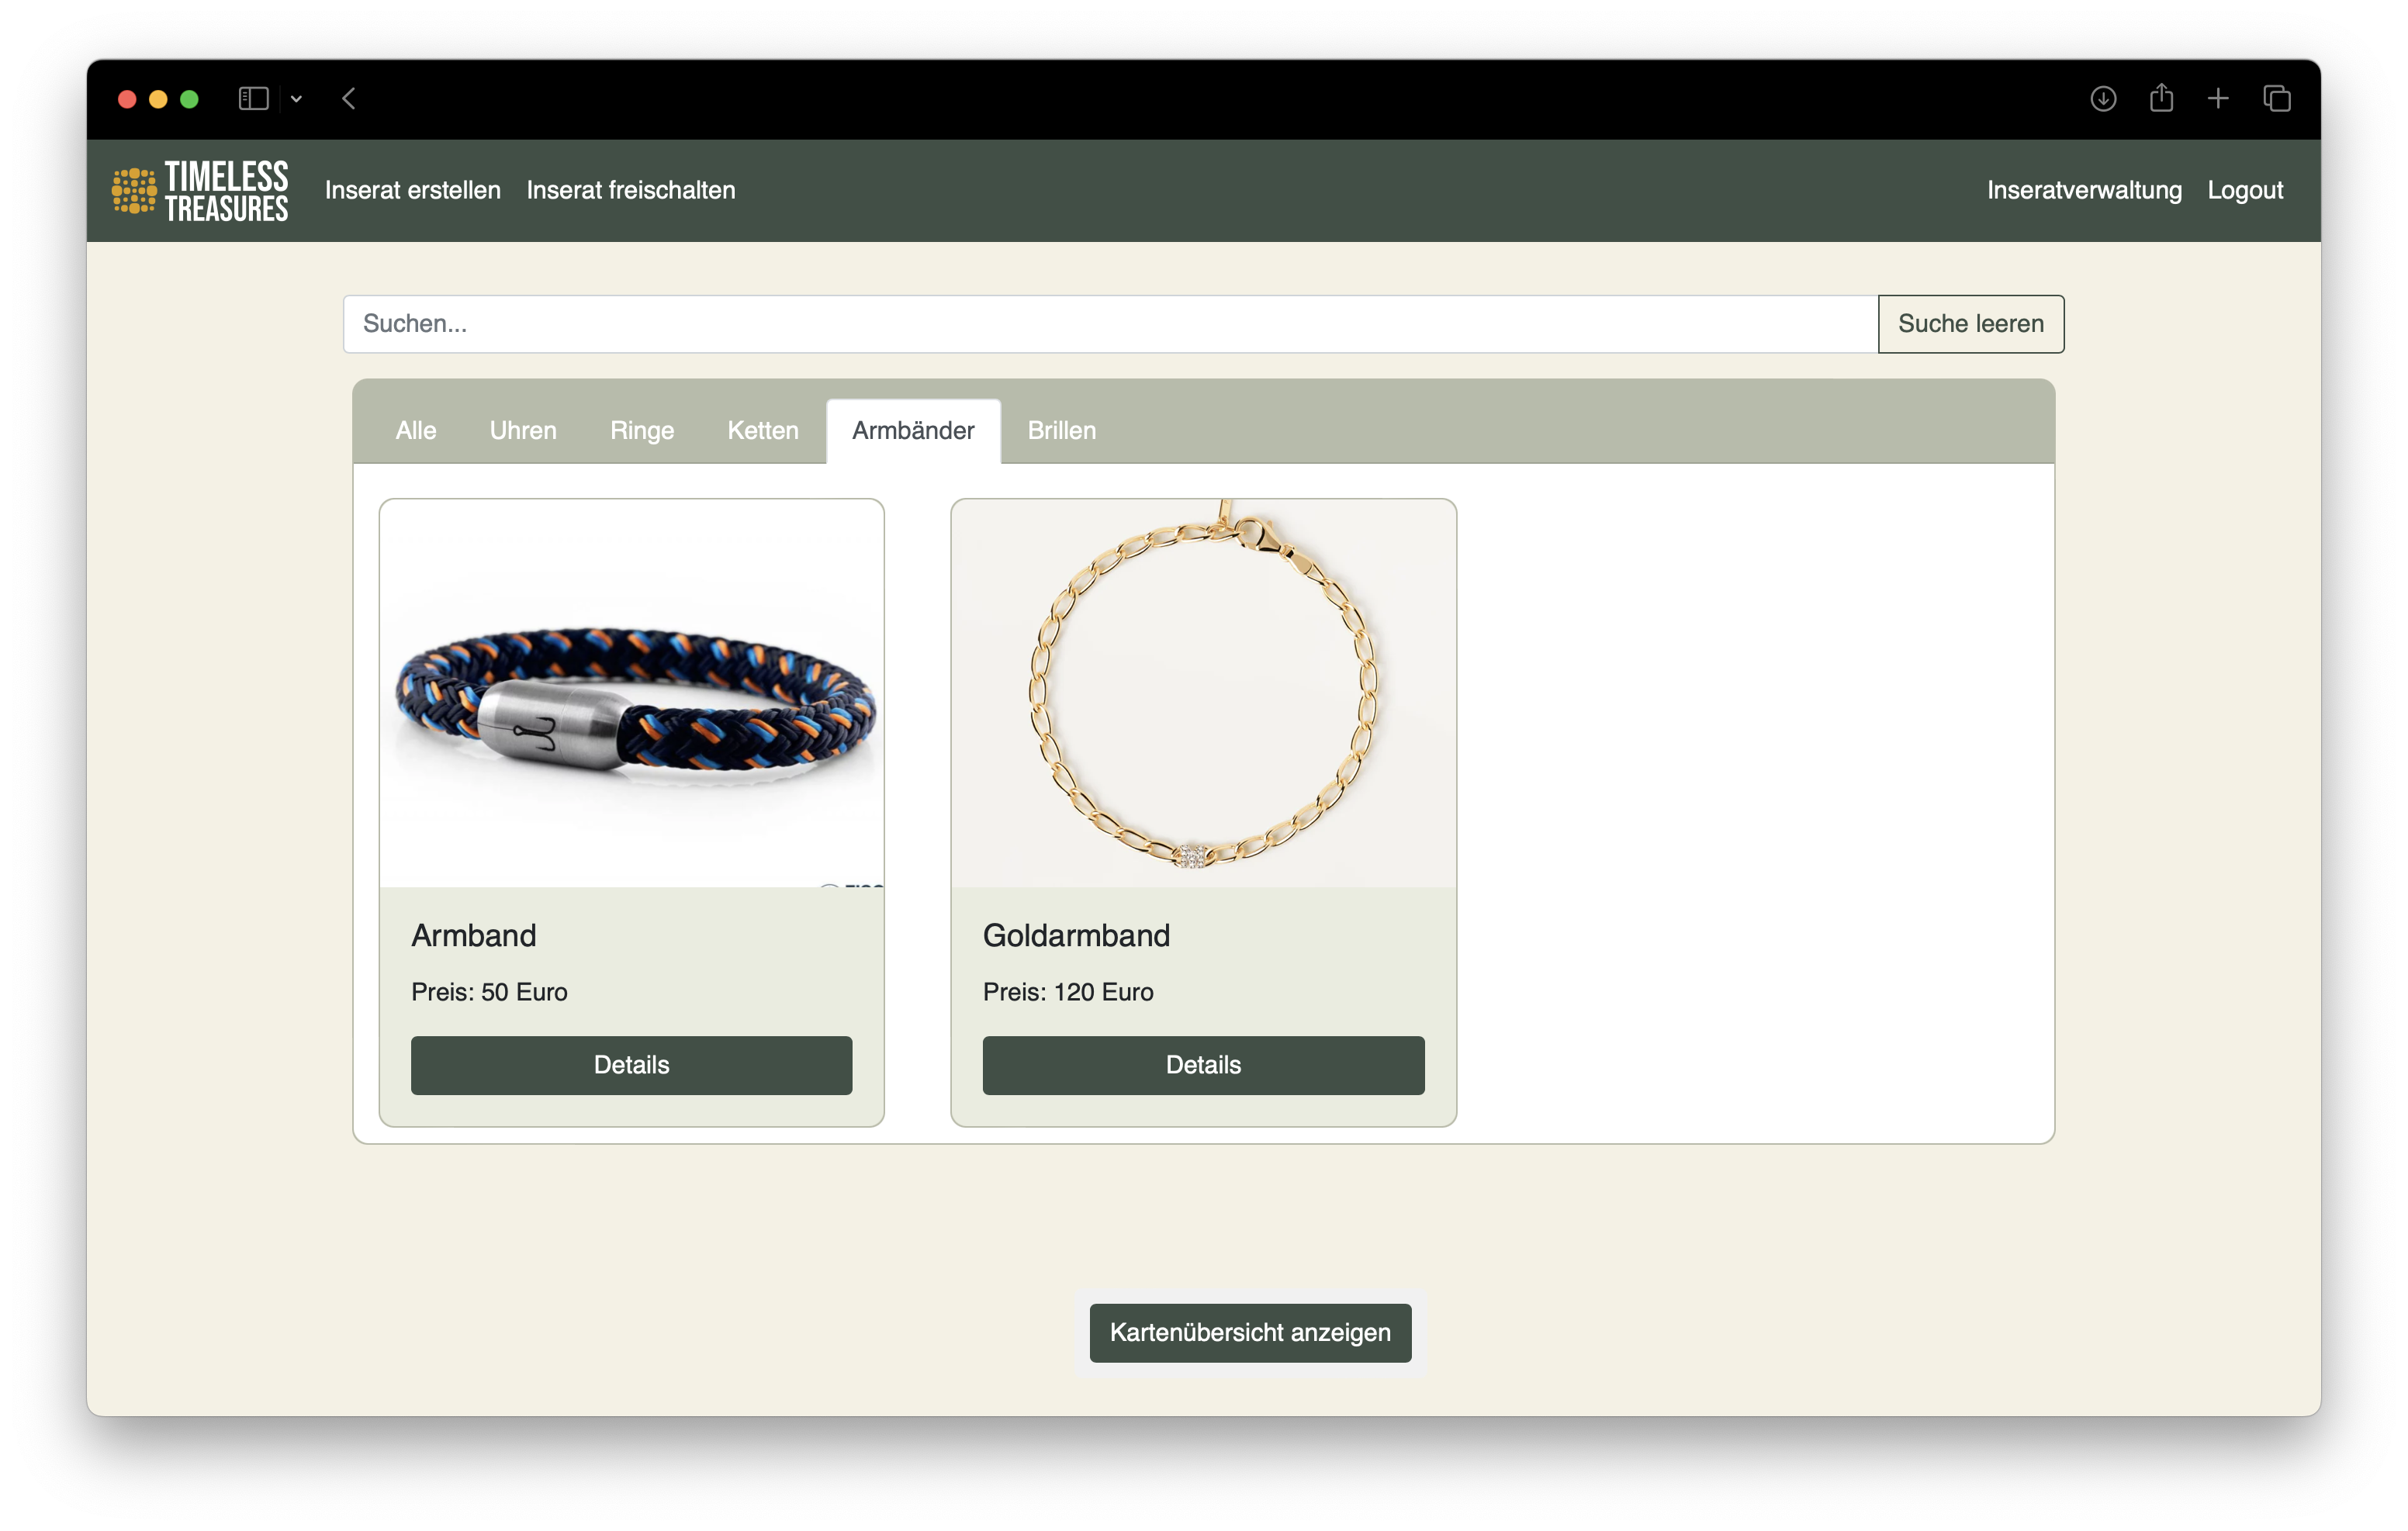 TIMELESS
TREASURES
Inserat erstellen Inserat freischalten
Inseratverwaltung Logout
Suchen...
Suche leeren
Alle Uhren Ringe Ketten Armbänder Brillen
Armband
Preis: 50 Euro
Details
Goldarmband
Preis: 120 Euro
Details
Kartenübersicht anzeigen